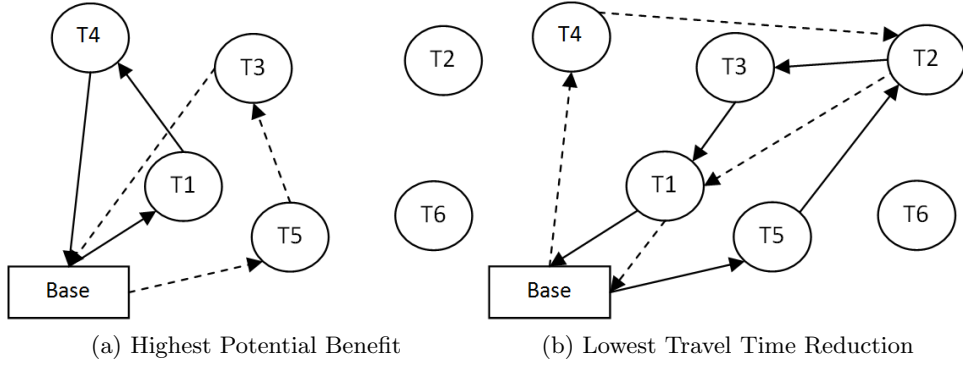 T4
T3
T2
T1
T6
T5
Base
(a) Highest Potential Benefit
T4
T3
T2
T1
T6
T5
Base
(b) Lowest Travel Time Reduction